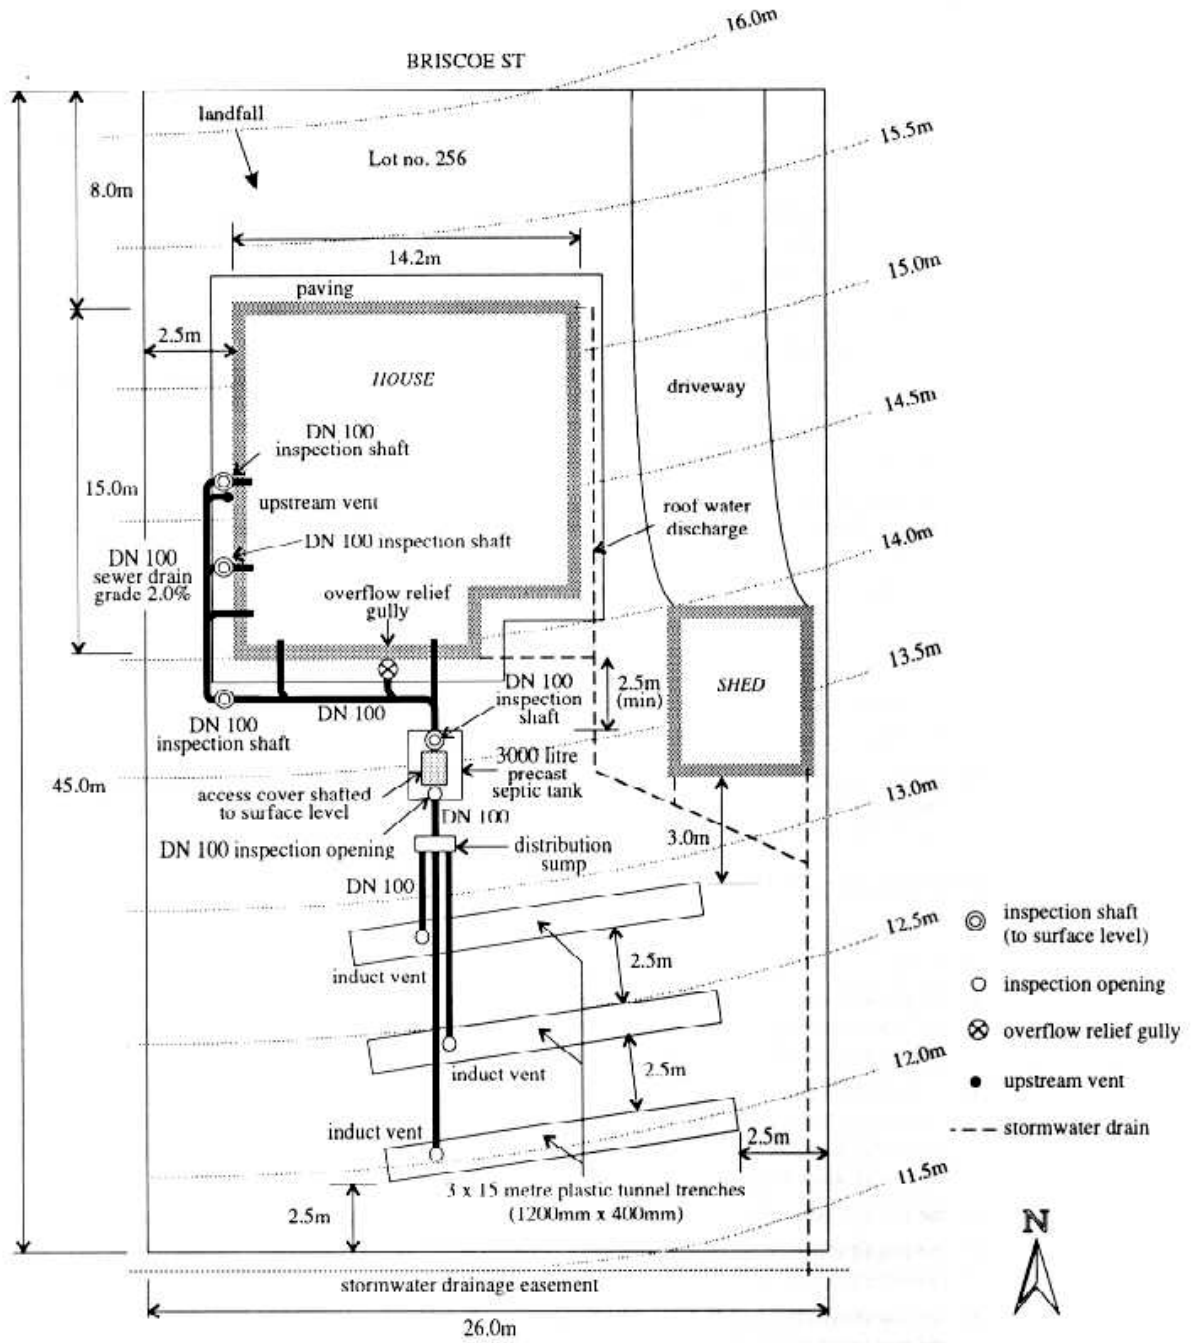 16.0m
BRISCOE ST
landfall
15.5m
Lot no. 256
8.0m
14.2m
15.0m
paving
2.5m
HOUSE
driveway
14.5m
DN 100
inspection shaft
15.0m
upstream vent
roof water
discharge
DN 100 inspection shaft
14.0m
DN 100
sewer drain
grade 2.0%
overflow relief
gully
13.5m
DN 100
inspection
shaft
2.5m
(min)
SHED
DN 100
DN 100
inspection shaft
3000 litre
precast
septic tank
45.0m
access cover shafted
to surface level
13.0m
DN 100
3.0m
DN 100 inspection opening
distribution
sump
DN 100
12.5m
inspection shaft
(to surface level)
2.5m
induct vent
inspection opening
overflow relief gully
12.0m
2.5m
induct vent
upstream vent
induct vent
2.5m
stormwater drain
11.5m
3 x 15 metre plastic tunnel trenches
(1200mm x 400mm)
2.5m
N
stormwater drainage easement
26.0m